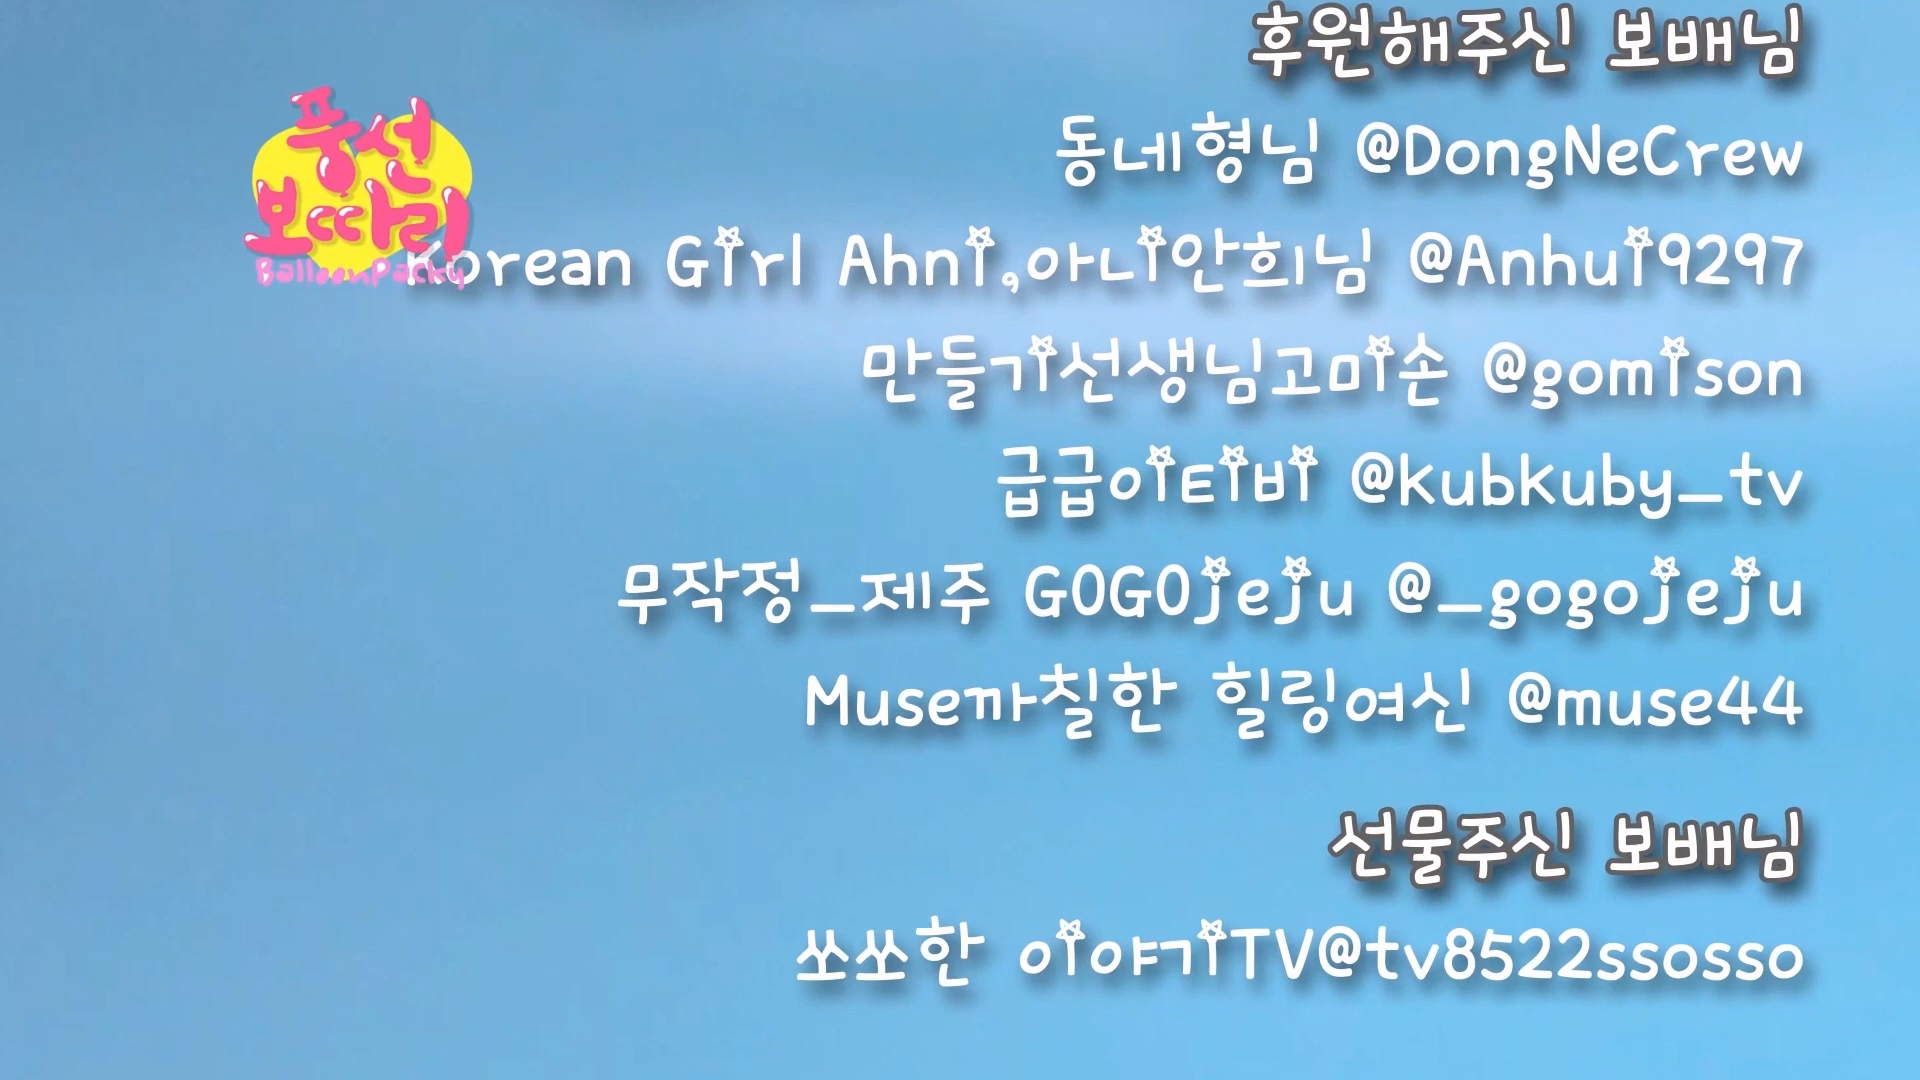 후원해주신 보배님
풍선
보따리
BalloonPacky
동네형님 @DongNeCrew
Korean Girl Ahni,아니안희님 @Anhui9297
만들기선생님고미손 @gomison
급급이티비 @kubkuby_tv
무작정_제주 GOGOjeju @_gogojeju
Muse까칠한 힐링여신 @muse44
선물주신 보배님
쏘쏘한 이야기TV@tv8522ssosso